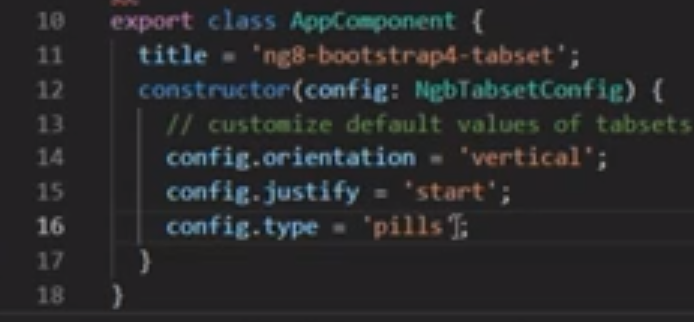 10 export class AppComponent {
11 title = 'ng8-bootstrap4-tabset';
12 constructor(config: NgbTabsetConfig) {
13 // customize default values of tabsets
14 config.orientation = 'vertical';
15 config.justify = 'start';
16 config.type = 'pills';
17 }
18 }